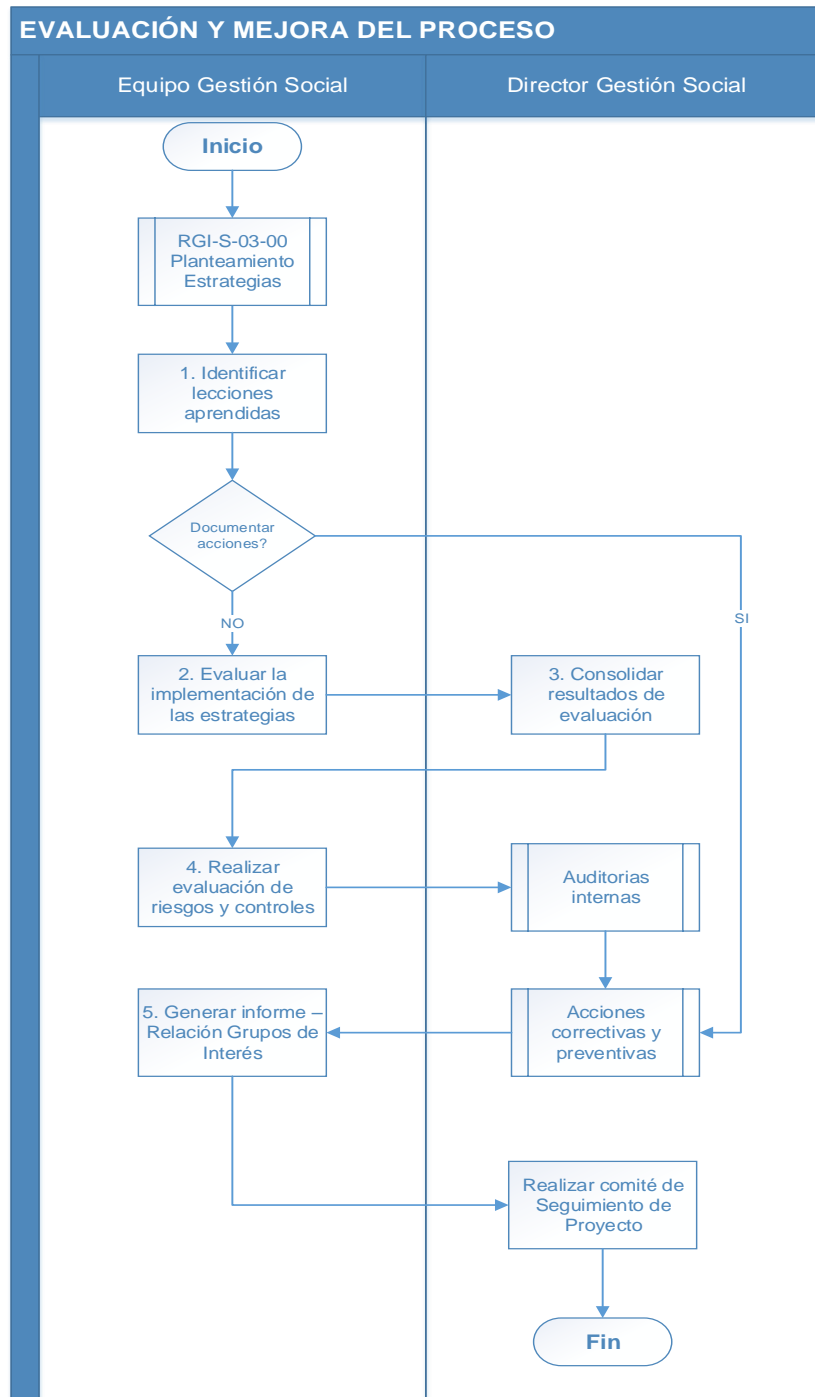 EVALUACIÓN Y MEJORA DEL PROCESO
Equipo Gestión Social
Director Gestión Social
Inicio
RGI-S-03-00
Planteamiento
Estrategias
1. Identificar
lecciones
aprendidas
Documentar
acciones?
NO
SI
2. Evaluar la
implementación de
las estrategias
3. Consolidar
resultados de
evaluación
4. Realizar
evaluación de
riesgos y controles
Auditorias
internas
Acciones
correctivas y
preventivas
5. Generar informe –
Relación Grupos de
Interés
Realizar comité de
Seguimiento de
Proyecto
Fin